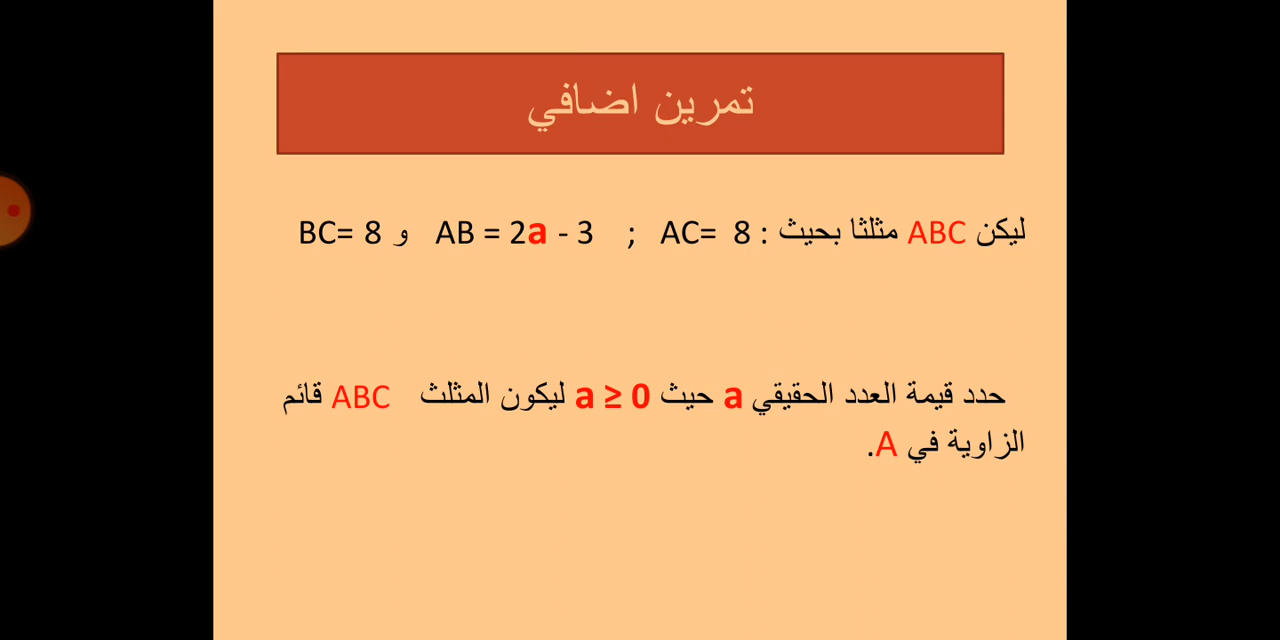 تمرين اضافي
ليكن ABC مثلثا بحيث : AC= 8 ; AB = 2a - 3 و BC= 8
حدد قيمة العدد الحقيقي a حيث a ≥ 0 ليكون المثلث ABC قائم
الزاوية في A.